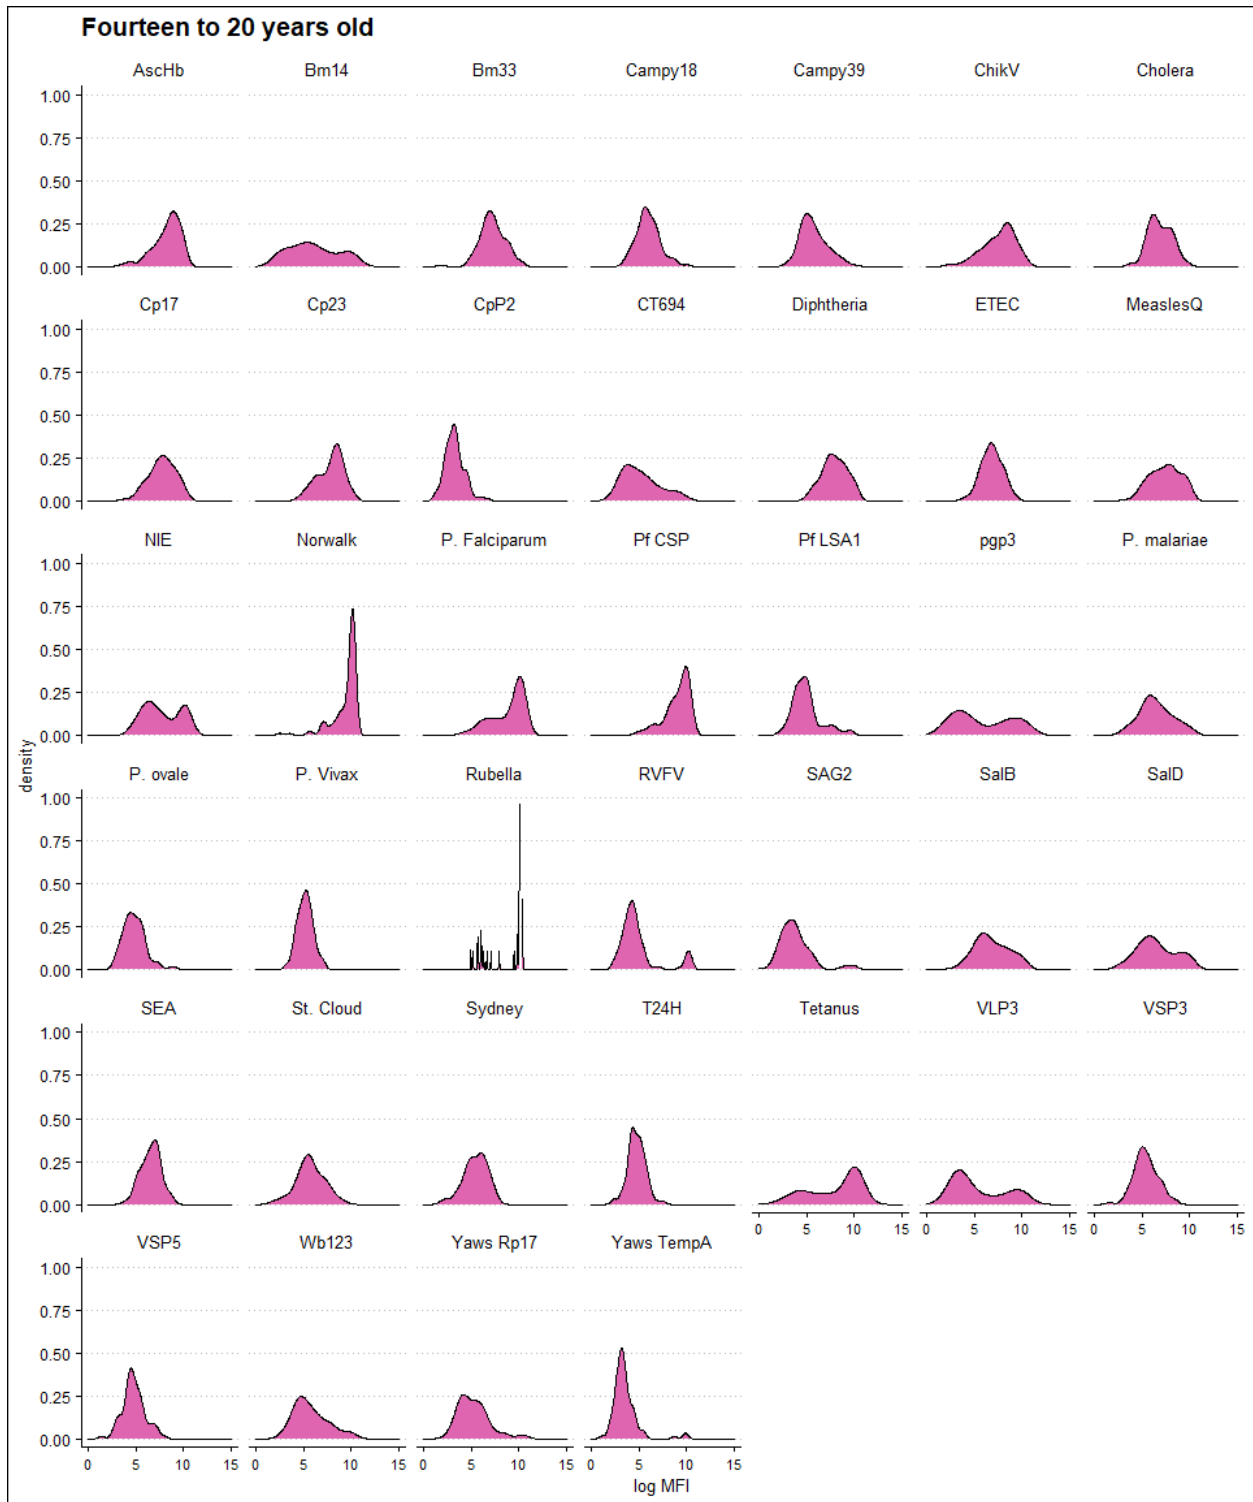 Fourteen to 20 years old
AscHb Bm14 Bm33 Campy18 Campy39 ChikV Cholera
1.00
0.75
0.50
0.25
0.00
Cp17 Cp23 CpP2 CT694 Diphtheria ETEC MeaslesQ
1.00
0.75
0.50
0.25
0.00
NIE Norwalk P. Falciparum Pf CSP Pf LSA1 pgp3 P. malariae
1.00
0.75
0.50
0.25
0.00
density
P. ovale P. Vivax Rubella RVFV SAG2 SalB SalD
1.00
0.75
0.50
0.25
0.00
SEA St. Cloud Sydney T24H Tetanus VLP3 VSP3
1.00
0.75
0.50
0.25
0.00
0 5 10 15 0 5 10 15 0 5 10 15
VSP5 Wb123 Yaws Rp17 Yaws TempA
1.00
0.75
0.50
0.25
0.00
0 5 10 15 0 5 10 15 0 5 10 15 0 5 10 15
log MFI